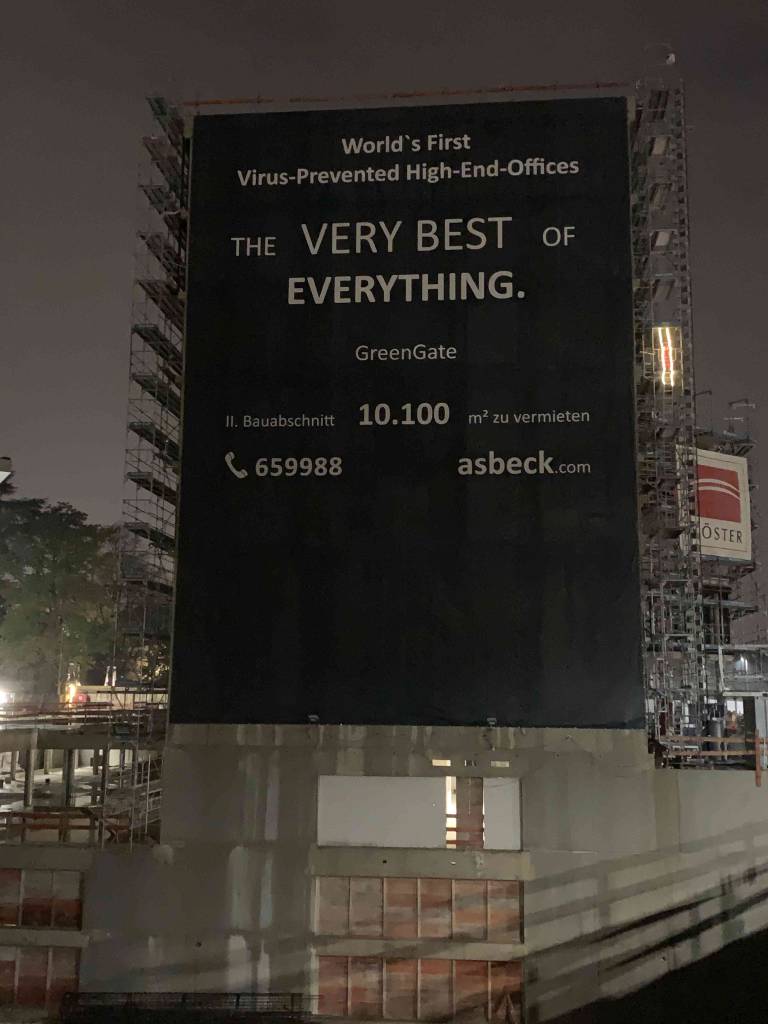 World`s First
Virus-Prevented High-End-Offices
THE VERY BEST OF
EVERYTHING.
GreenGate
II. Bauabschnitt 10.100 m² zu vermieten
659988 asbeck.com
ÖSTER